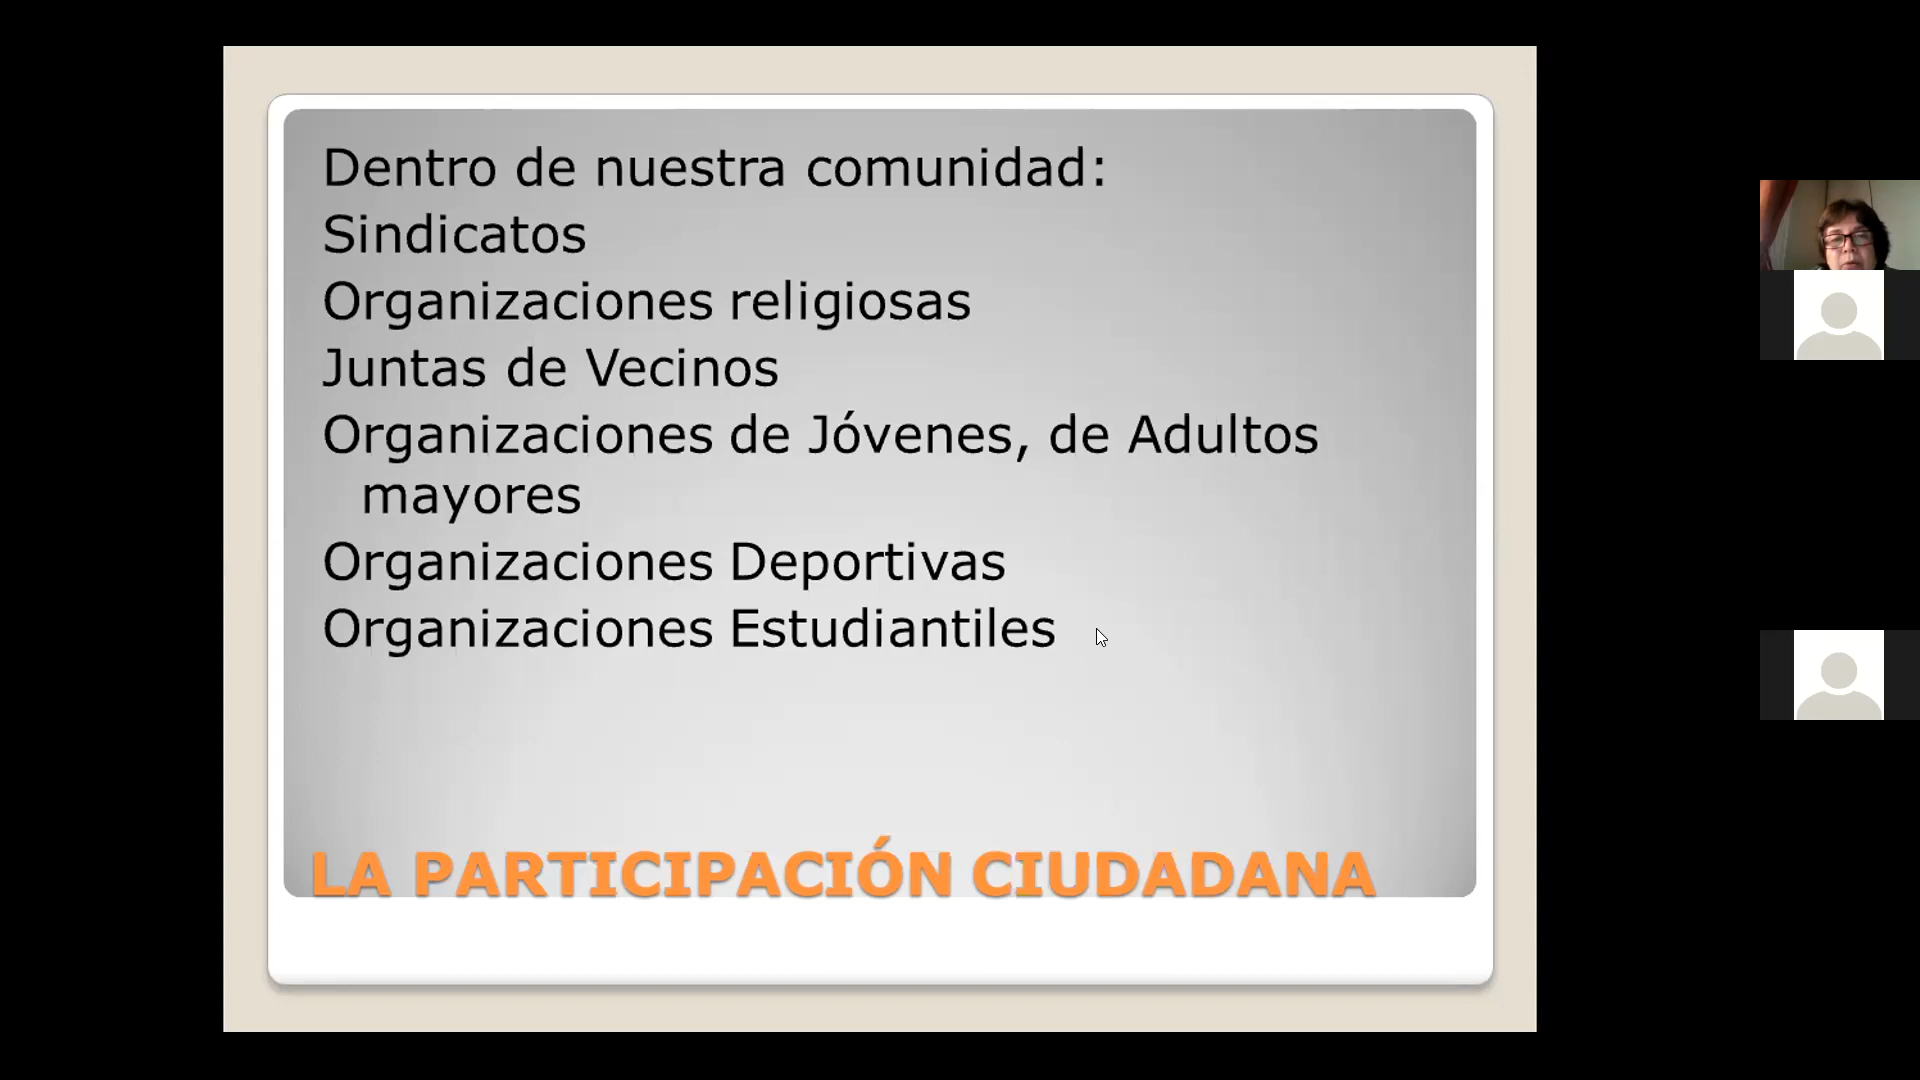 Dentro de nuestra comunidad:
Sindicatos
Organizaciones religiosas
Juntas de Vecinos
Organizaciones de Jóvenes, de Adultos
mayores
Organizaciones Deportivas
Organizaciones Estudiantiles
LA PARTICIPACIÓN CIUDADANA